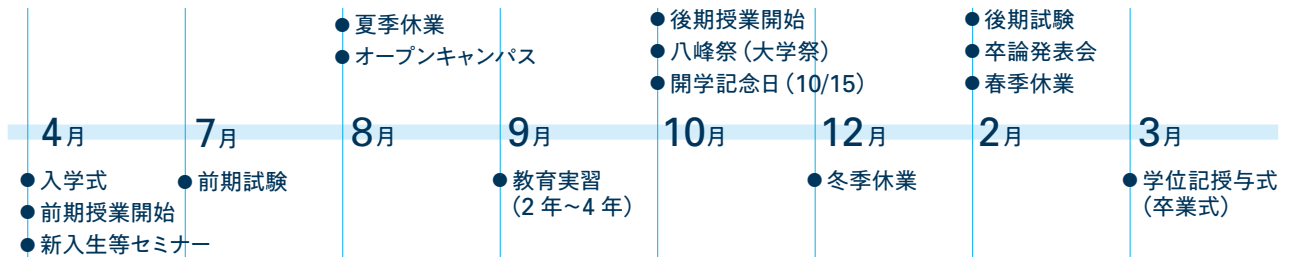 ● 夏季休業
● オープンキャンパス
● 後期授業開始
● 八峰祭（大学祭）
● 開学記念日（10/15）
● 後期試験
● 卒論発表会
● 春季休業
4月 7月 8月 9月 10月 12月 2月 3月
● 入学式
● 前期授業開始
● 新入生等セミナー
● 前期試験
● 教育実習
（2 年～4 年）
● 冬季休業
● 学位記授与式
（卒業式）